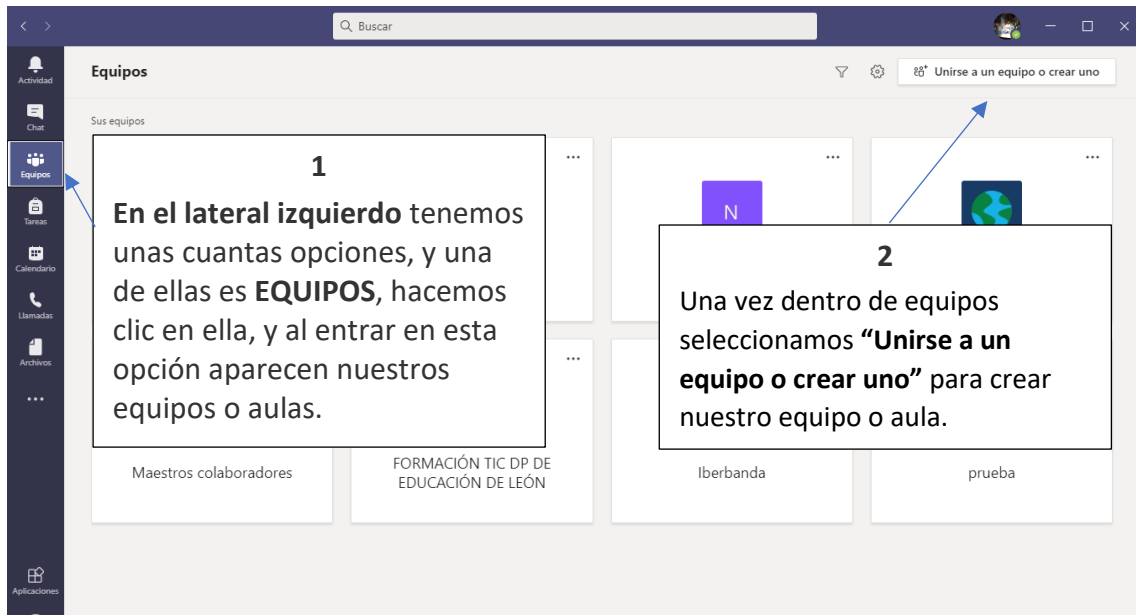 Buscar
Equipos
Unirse a un equipo o crear uno
Sus equipos
Actividad
Chat
Equipos
Tareas
Calendario
Llamadas
Archivos
Aplicaciones
1
En el lateral izquierdo tenemos
unas cuantas opciones, y una
de ellas es EQUIPOS, hacemos
clic en ella, y al entrar en esta
opción aparecen nuestros
equipos o aulas.
N
2
Una vez dentro de equipos
seleccionamos “Unirse a un
equipo o crear uno” para crear
nuestro equipo o aula.
Maestros colaboradores
FORMACIÓN TIC DP DE
EDUCACIÓN DE LEÓN
Iberbanda
prueba